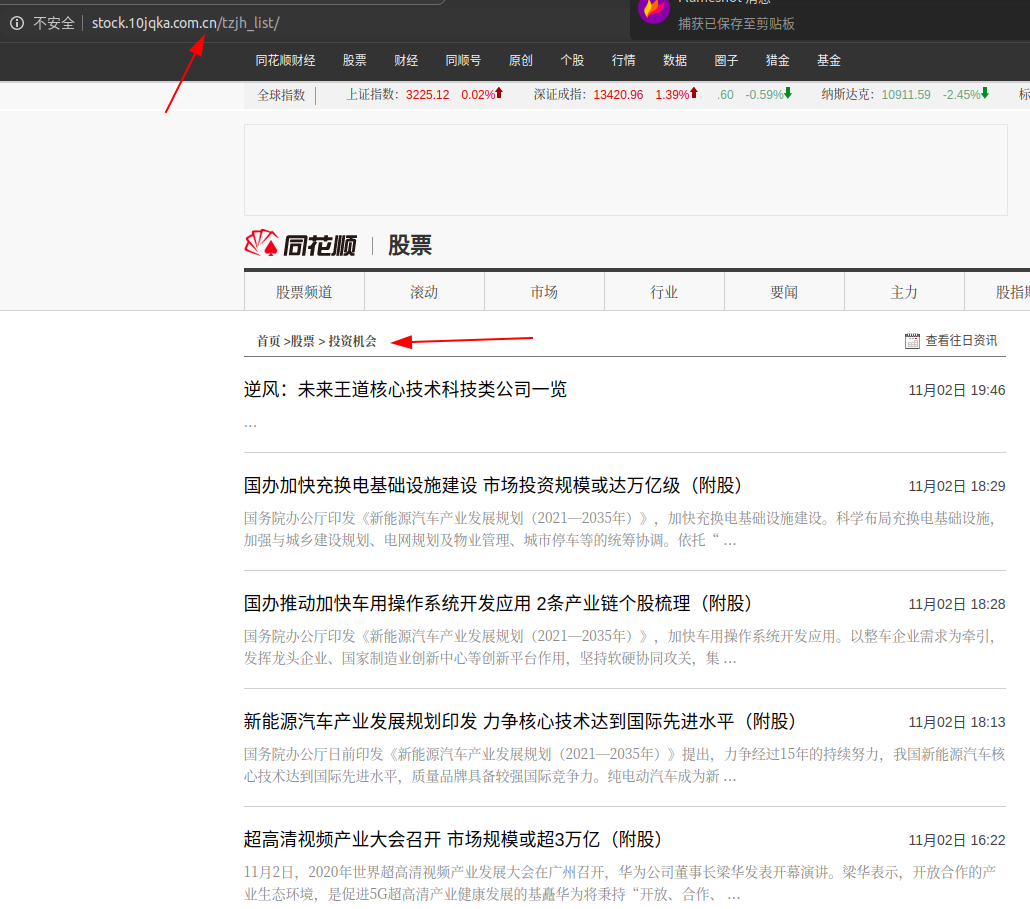 Flameshot 消息
不安全 | stock.10jqka.com.cn/tzjh_list/
捕获已保存至剪贴板
同花顺财经 股票 财经 同顺号 原创 个股 行情 数据 圈子 猎金 基金
全球指数 上证指数: 3225.12 0.02% 深证成指: 13420.96 1.39% .60 -0.59% 纳斯达克: 10911.59 -2.45% 标
同花顺 | 股票
股票频道 滚动 市场 行业 要闻 主力 股指期
首页 >股票 > 投资机会 查看往日资讯
逆风：未来王道核心技术科技类公司一览 11月02日 19:46
...
国办加快充换电基础设施建设 市场投资规模或达万亿级（附股） 11月02日 18:29
国务院办公厅印发《新能源汽车产业发展规划（2021—2035年）》，加快充换电基础设施建设。科学布局充换电基础设施，
加强与城乡建设规划、电网规划及物业管理、城市停车等的统筹协调。依托“ ...
国办推动加快车用操作系统开发应用 2条产业链个股梳理（附股） 11月02日 18:28
国务院办公厅印发《新能源汽车产业发展规划（2021—2035年）》，加快车用操作系统开发应用。以整车企业需求为牵引，
发挥龙头企业、国家制造业创新中心等创新平台作用，坚持软硬协同攻关，集 ...
新能源汽车产业发展规划印发 力争核心技术达到国际先进水平（附股） 11月02日 18:13
国务院办公厅日前印发《新能源汽车产业发展规划（2021—2035年）》提出，力争经过15年的持续努力，我国新能源汽车核
心技术达到国际先进水平，质量品牌具备较强国际竞争力。纯电动汽车成为新 ...
超高清视频产业大会召开 市场规模或超3万亿（附股） 11月02日 16:22
11月2日，2020年世界超高清视频产业发展大会在广州召开，华为公司董事长梁华发表开幕演讲。梁华表示，开放合作的产
业生态环境，是促进5G超高清产业健康发展的基矗华为将秉持“开放、合作、 ...